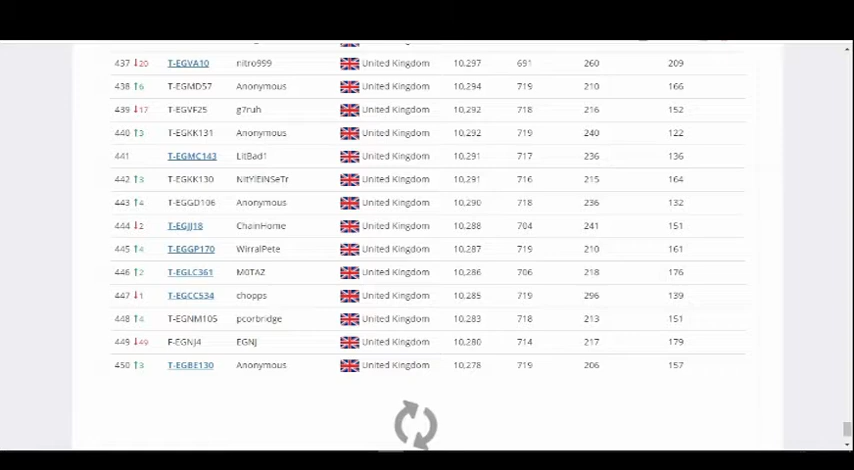 437 ↓20 T-EGVA10 nitro999 United Kingdom 10,297 691 260 209
438 ↑6 T-EGMD57 Anonymous United Kingdom 10,294 719 210 166
439 ↓17 T-EGVF25 g7ruh United Kingdom 10,292 718 216 152
440 ↑3 T-EGKK131 Anonymous United Kingdom 10,292 719 240 122
441 T-EGMC143 LitBad1 United Kingdom 10,291 717 236 136
442 ↑3 T-EGKK130 NItYlEiNSeTr United Kingdom 10,291 716 215 164
443 ↑4 T-EGGD106 Anonymous United Kingdom 10,290 718 236 132
444 ↓2 T-EGJJ18 ChainHome United Kingdom 10,288 704 241 151
445 ↑4 T-EGGP170 WirralPete United Kingdom 10,287 719 210 161
446 ↑2 T-EGLC361 M0TAZ United Kingdom 10,286 706 218 176
447 ↓1 T-EGCC534 chopps United Kingdom 10,285 719 296 139
448 ↑4 T-EGNM105 pcorbridge United Kingdom 10,283 718 213 151
449 ↓49 F-EGNJ4 EGNJ United Kingdom 10,280 714 217 179
450 ↑3 T-EGBE130 Anonymous United Kingdom 10,278 719 206 157